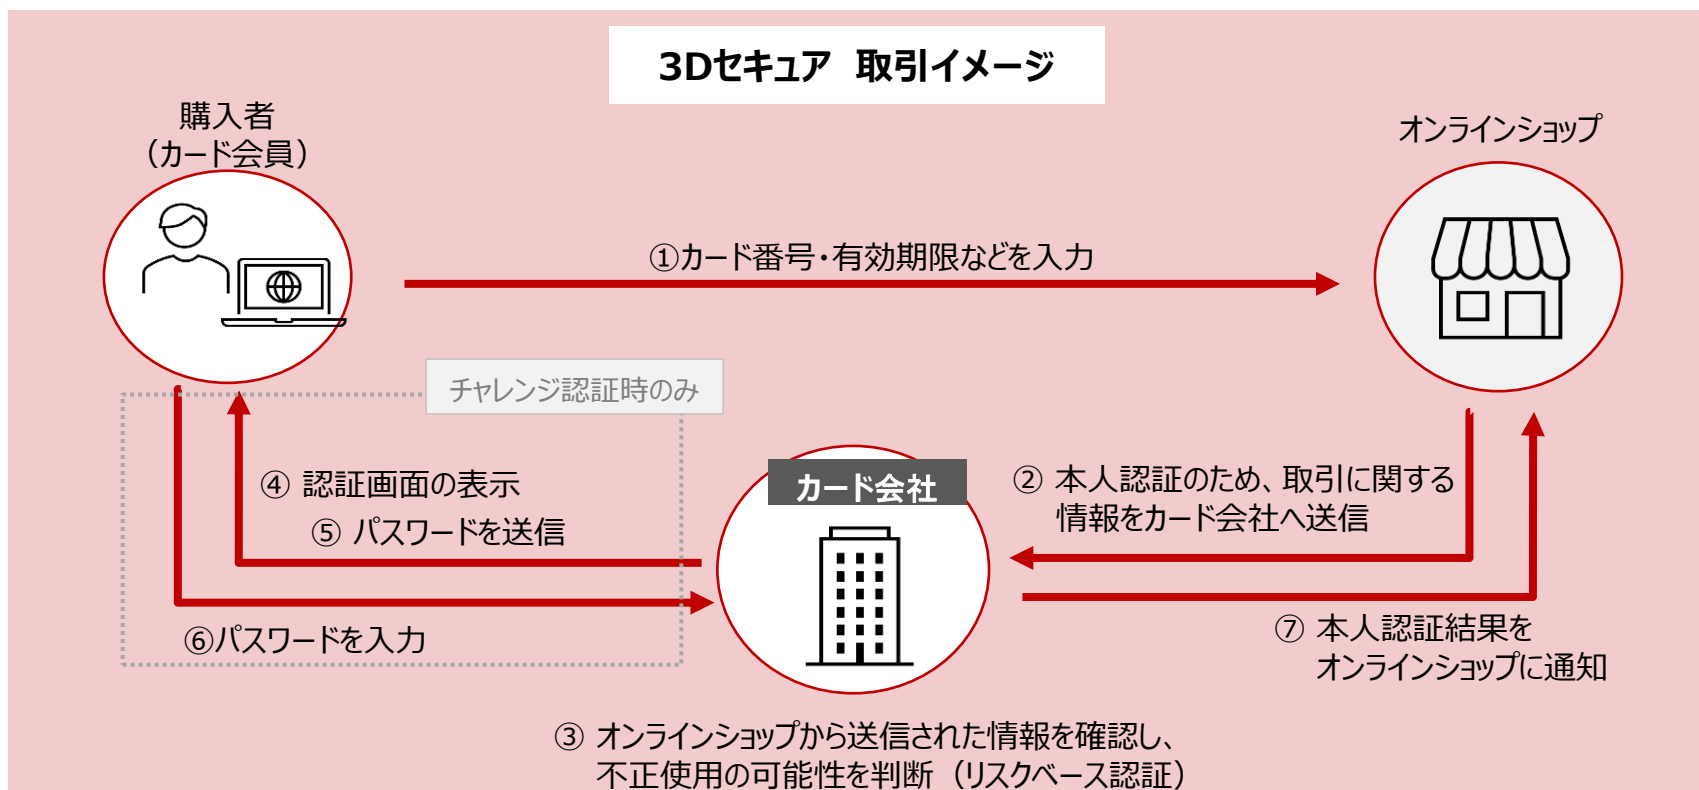 3Dセキュア 取引イメージ
購入者
（カード会員）
オンラインショップ
①カード番号・有効期限などを入力
チャレンジ認証時のみ
④ 認証画面の表示
⑤ パスワードを送信
カード会社
② 本人認証のため、取引に関する
情報をカード会社へ送信
⑥パスワードを入力
⑦ 本人認証結果を
オンラインショップに通知
③ オンラインショップから送信された情報を確認し、
不正使用の可能性を判断（リスクベース認証）